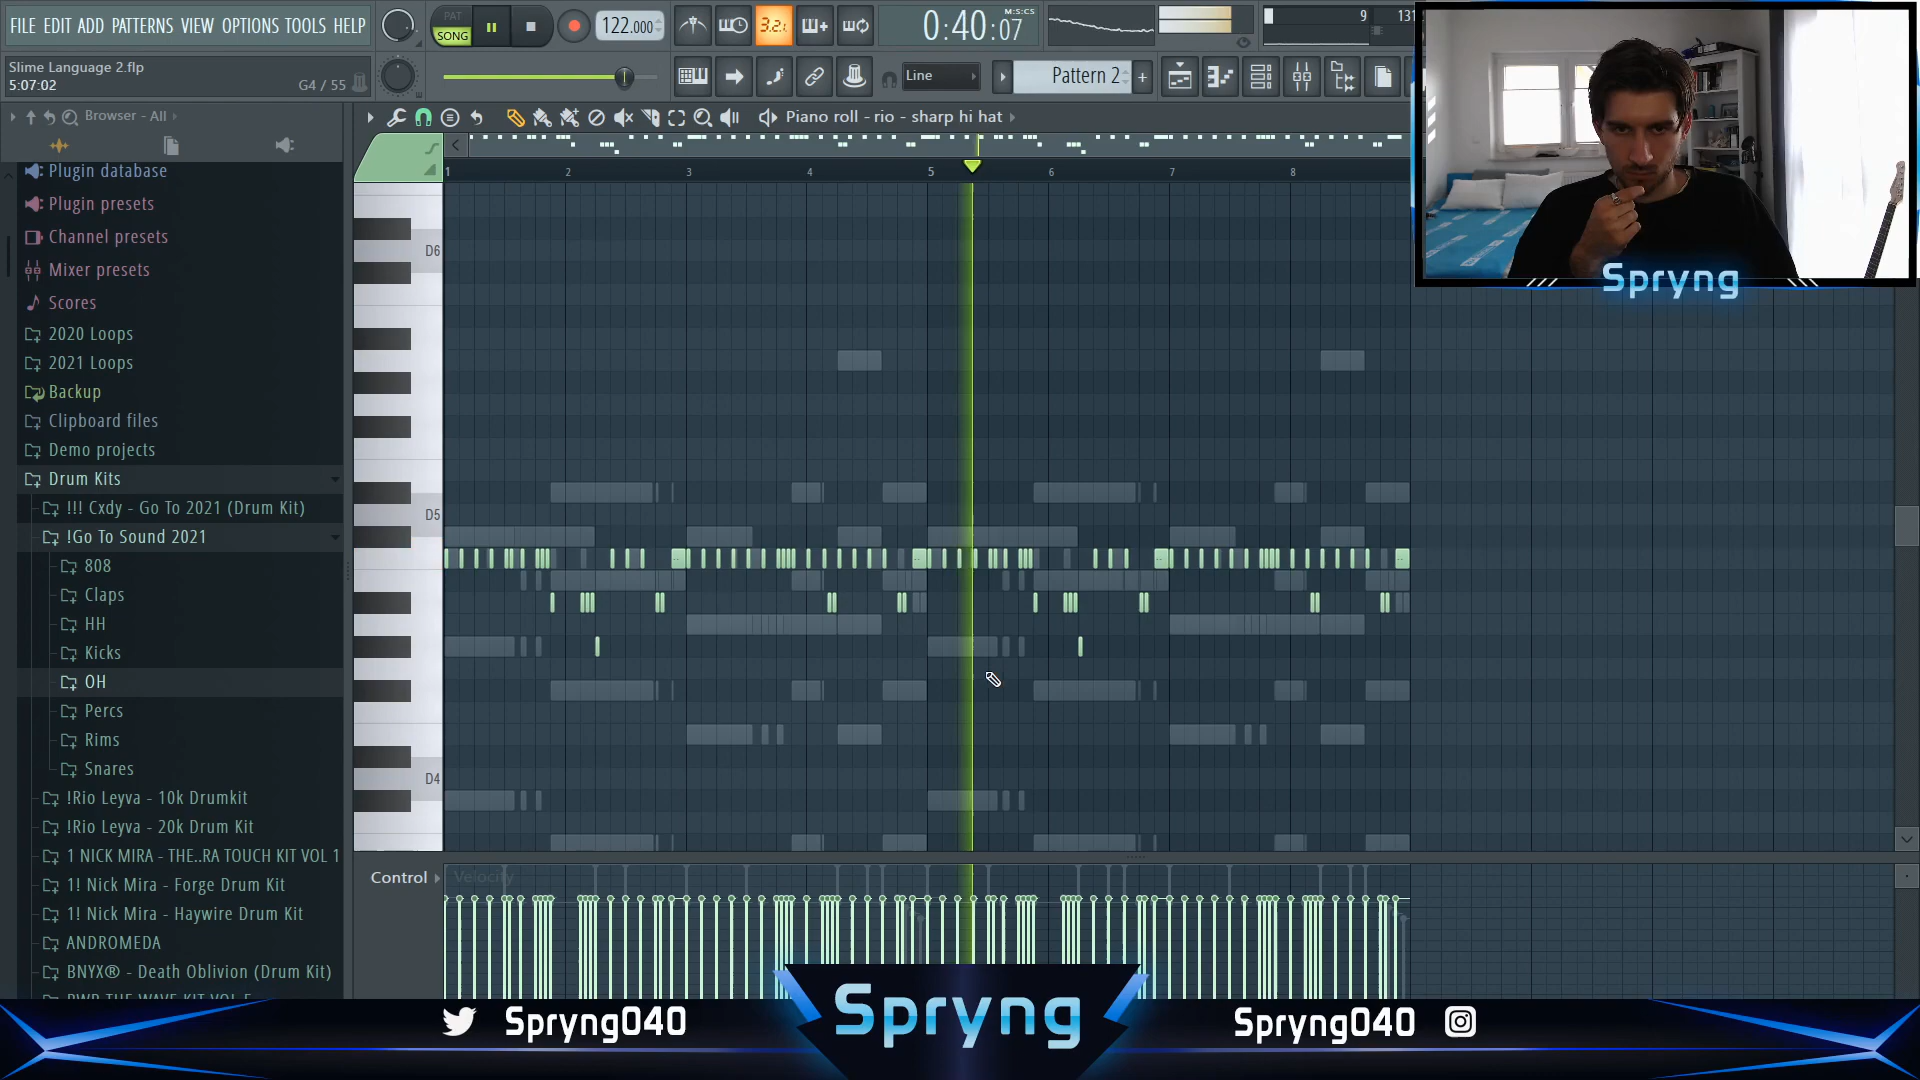 FILE EDIT ADD PATTERNS VIEW OPTIONS TOOLS HELP
PAT
SONG
122.000
3.2
0:40:07
M:S:CS
9
131
Slime Language 2.flp
5:07:02
G4 / 55
Line
Pattern 2
Browser - All
Piano roll - rio - sharp hi hat
Plugin database
Plugin presets
Channel presets
Mixer presets
Scores
2020 Loops
2021 Loops
Backup
Clipboard files
Demo projects
Drum Kits
!!! Cxdy - Go To 2021 (Drum Kit)
!Go To Sound 2021
808
Claps
HH
Kicks
OH
Percs
Rims
Snares
!Rio Leyva - 10k Drumkit
!Rio Leyva - 20k Drum Kit
1 NICK MIRA - THE..RA TOUCH KIT VOL 1
1! Nick Mira - Forge Drum Kit
1! Nick Mira - Haywire Drum Kit
ANDROMEDA
BNYX® - Death Oblivion (Drum Kit)
1 2 3 4 5 6 7 8
D6
D5
D4
Control
Velocity
Spryng
Spryng040
Spryng
Spryng040